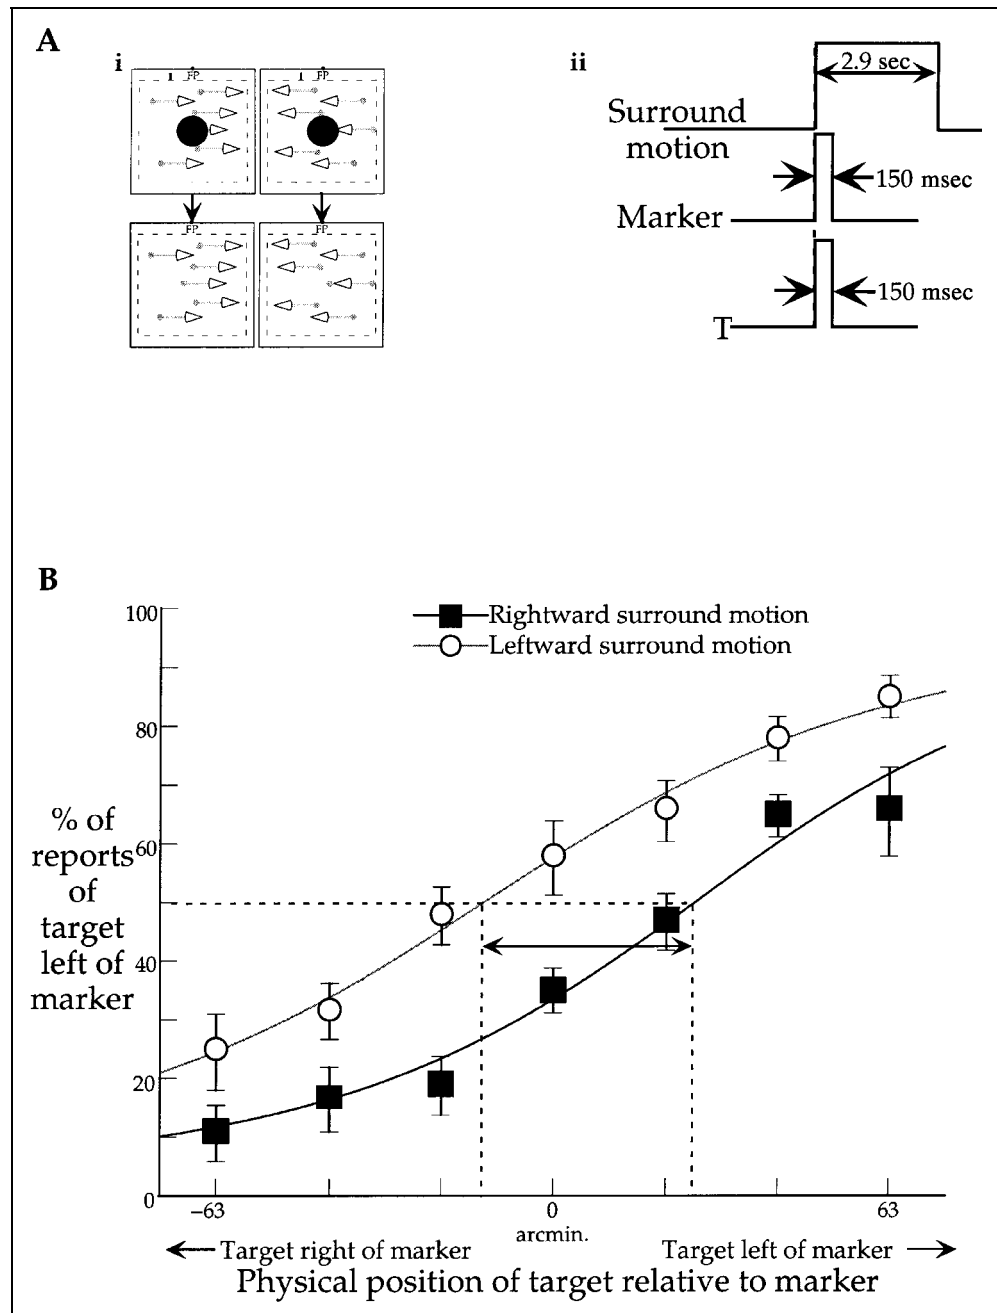 A
i
ii
FP
FP
FP
FP
2.9 sec
Surround
motion
150 msec
Marker
150 msec
T
B
100
80
60
40
20
0
Rightward surround motion
Leftward surround motion
% of
reports
of
target
left of
marker
−63
0
63
arcmin.
Target right of marker
Target left of marker
Physical position of target relative to marker